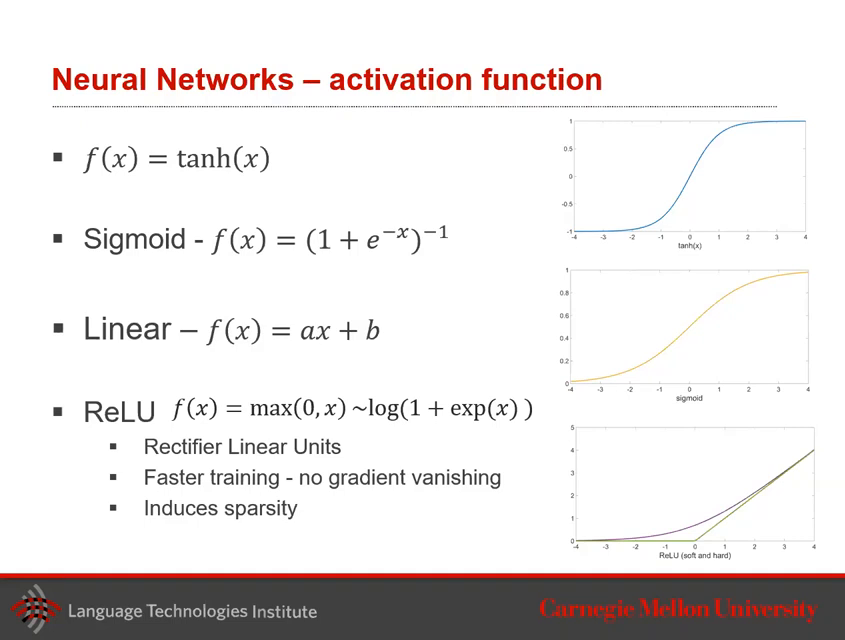 Neural Networks – activation function
▪ f(x) = tanh(x)
▪ Sigmoid - f(x) = (1 + e^{−x})^{−1}
▪ Linear – f(x) = ax + b
▪ ReLU f(x) = max(0, x) ~log(1 + exp(x) )
▪ Rectifier Linear Units
▪ Faster training - no gradient vanishing
▪ Induces sparsity
1
0.5
0
-0.5
-1
-4 -3 -2 -1 0 1 2 3 4
tanh(x)
1
0.8
0.6
0.4
0.2
0
-4 -3 -2 -1 0 1 2 3 4
sigmoid
5
4
3
2
1
0
-4 -3 -2 -1 0 1 2 3 4
ReLU (soft and hard)
Language Technologies Institute
Carnegie Mellon University